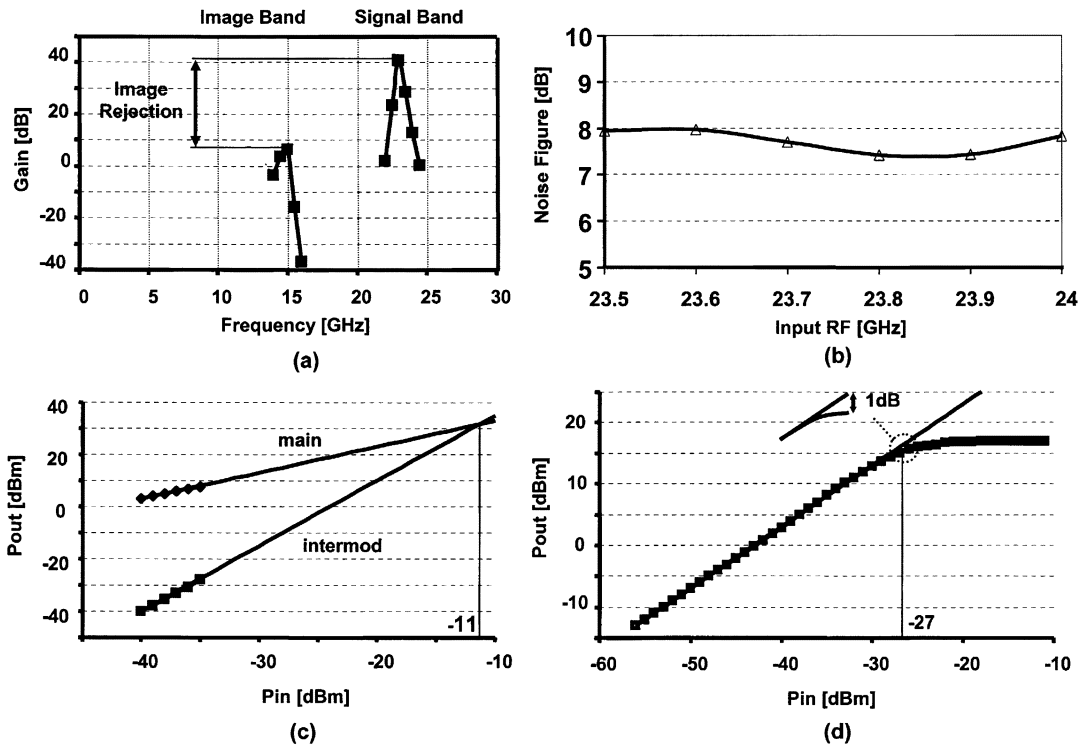 Image Band Signal Band
40
20
0
-20
40
Gain [dB]
Image
Rejection
0 5 10 15 20 25 30
Frequency [GHz]
(a)
10
9
8
7
6
5
Noise Figure [dB]
23.5 23.6 23.7 23.8 23.9 24
Input RF [GHz]
(b)
40
20
0
-20
-40
Pout [dBm]
main
intermod
-11
-40 -30 -20 -10
Pin [dBm]
(c)
20
10
0
-10
Pout [dBm]
1dB
-27
-60 -50 -40 -30 -20 -10
Pin [dBm]
(d)